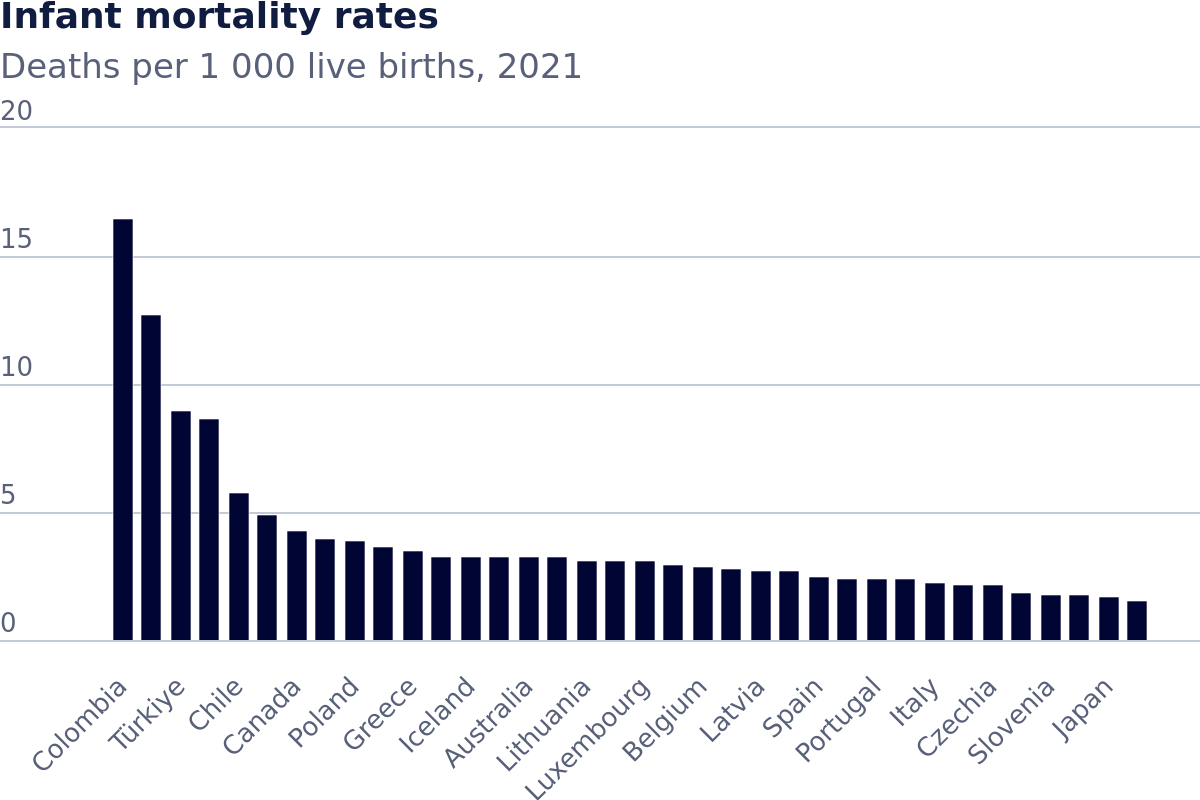 Infant mortality rates
Deaths per 1 000 live births, 2021
20
15
10
5
0
Colombia
Türkiye
Chile
Canada
Poland
Greece
Iceland
Australia
Lithuania
Luxembourg
Belgium
Latvia
Spain
Portugal
Italy
Czechia
Slovenia
Japan